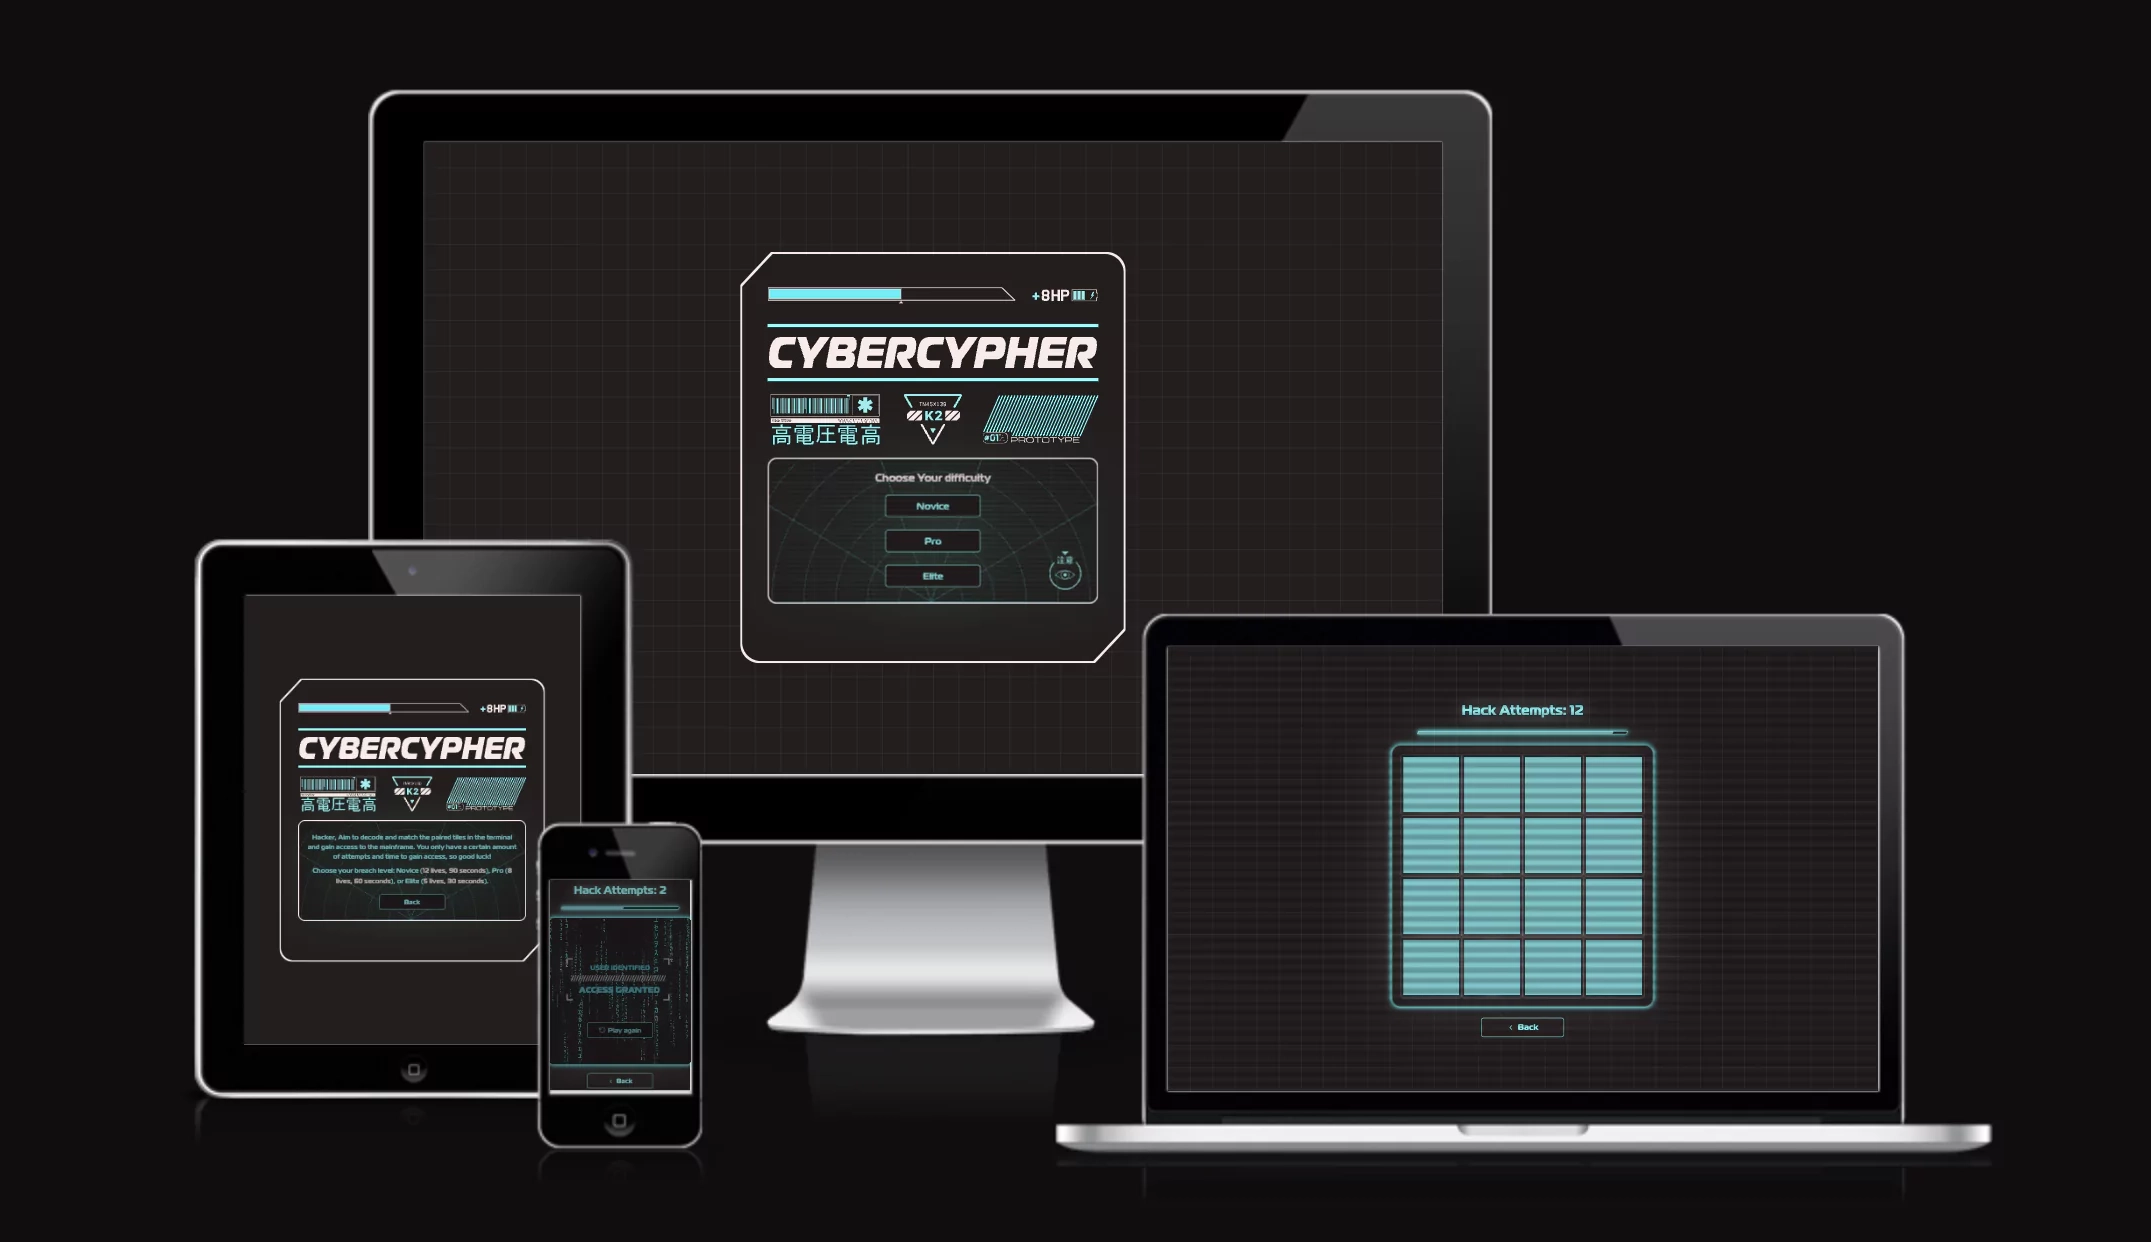 +8HP
CYBERCYPHER
TN45X139
K2
高電圧電高
#01
PROTOTYPE
Choose Your difficulty
Novice
Pro
Elite
+8HP
CYBERCYPHER
K2
高電圧電高
PROTOTYPE
Hacker, Aim to decode and match the paired tiles in the terminal
and gain access to the mainframe. You only have a certain amount
of attempts and time to gain access, so good luck!
Choose your breach level: Novice (12 lives, 90 seconds), Pro (8
lives, 60 seconds), or Elite (5 lives, 30 seconds).
Back
Hack Attempts: 2
USER IDENTIFIED
ACCESS GRANTED
Play again
‹ Back
Hack Attempts: 12
‹ Back